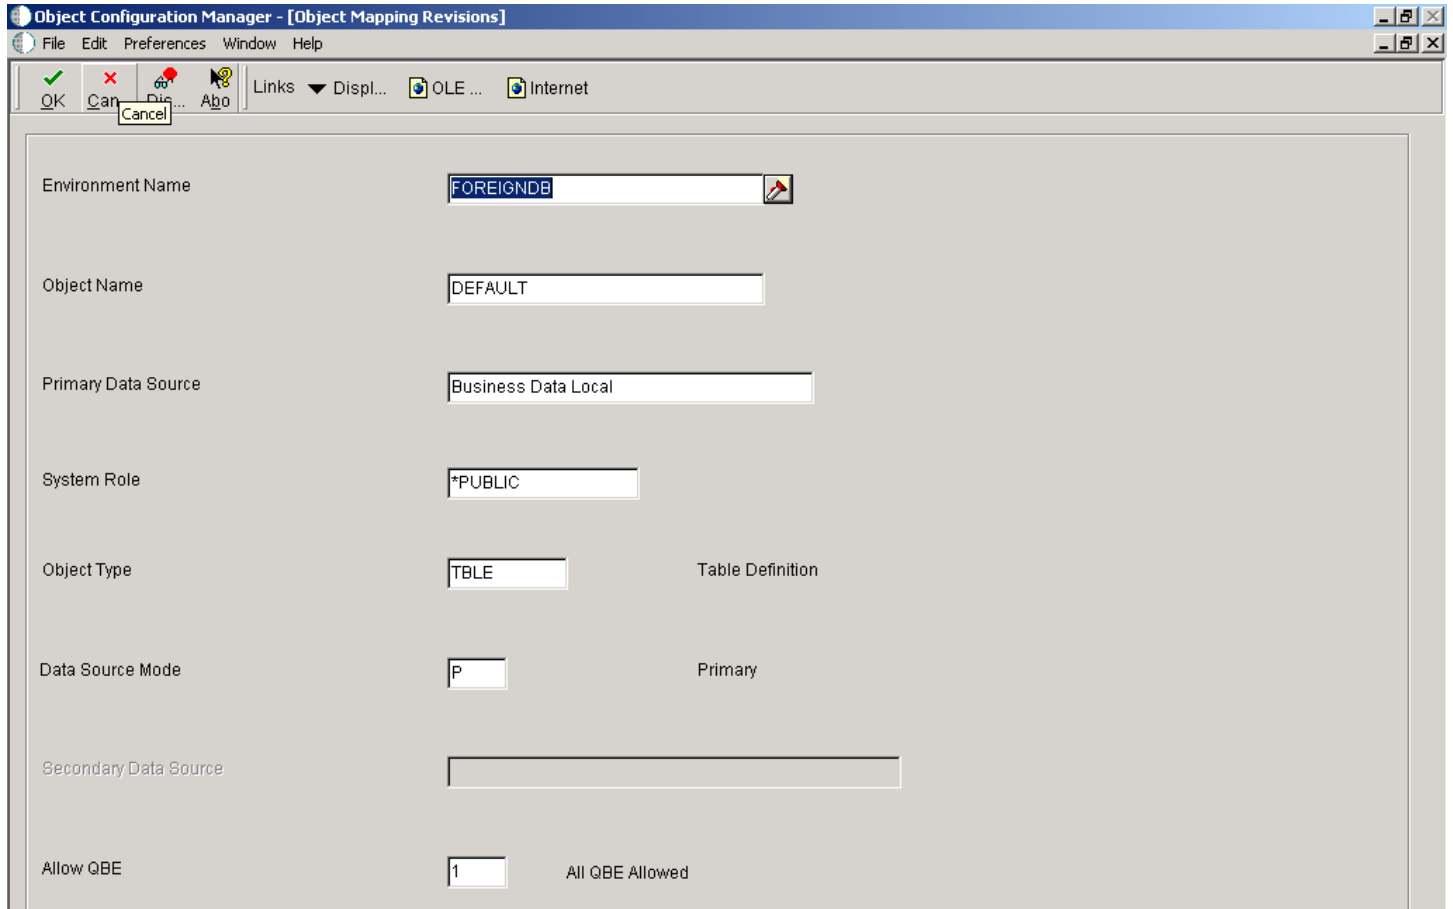 Object Configuration Manager - [Object Mapping Revisions]
File Edit Preferences Window Help
OK Can Dis... Abo Links Displ... OLE ... Internet
Cancel
Environment Name FOREIGNDB
Object Name DEFAULT
Primary Data Source Business Data Local
System Role *PUBLIC
Object Type TBLE Table Definition
Data Source Mode P Primary
Secondary Data Source
Allow QBE 1 All QBE Allowed